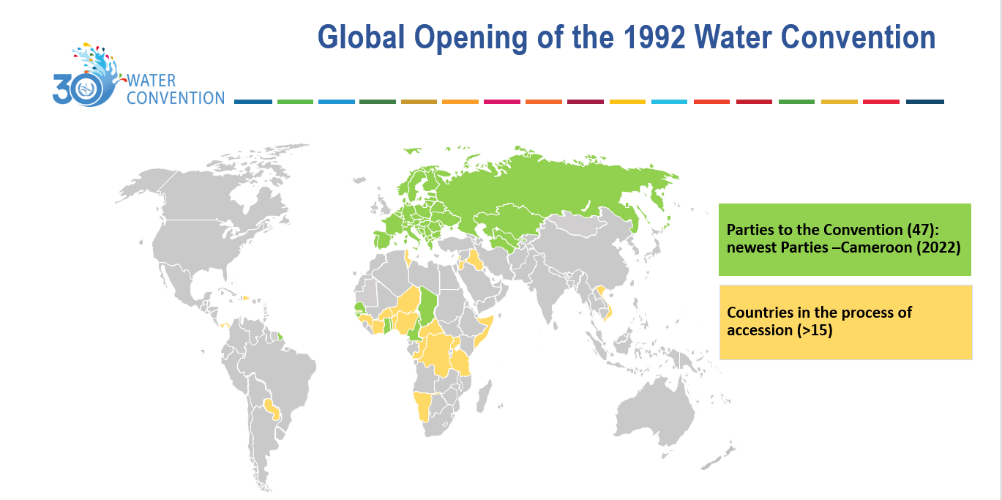 Global Opening of the 1992 Water Convention
30 WATER
CONVENTION
Parties to the Convention (47):
newest Parties –Cameroon (2022)
Countries in the process of
accession (>15)